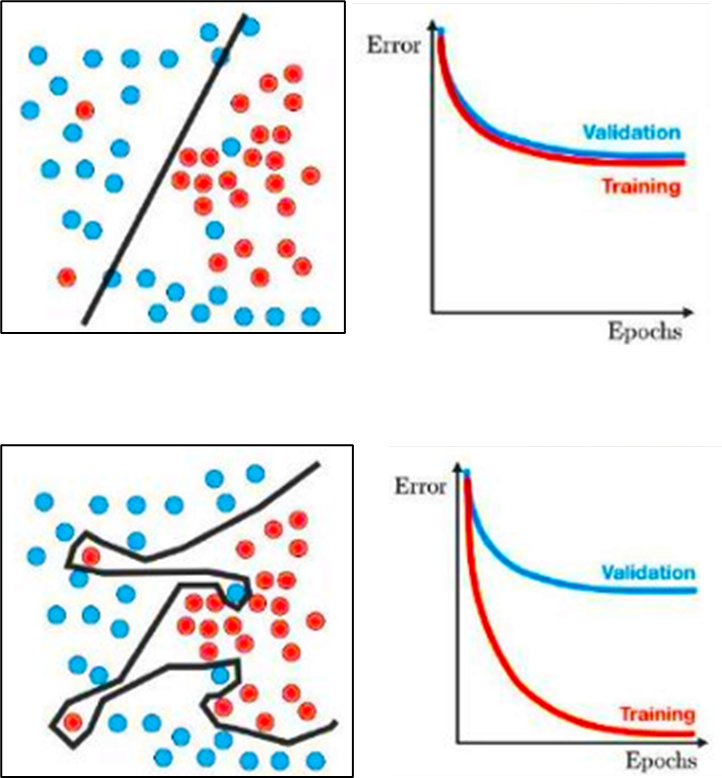 Error
Validation
Training
Epochs
Error
Validation
Training
Epochs